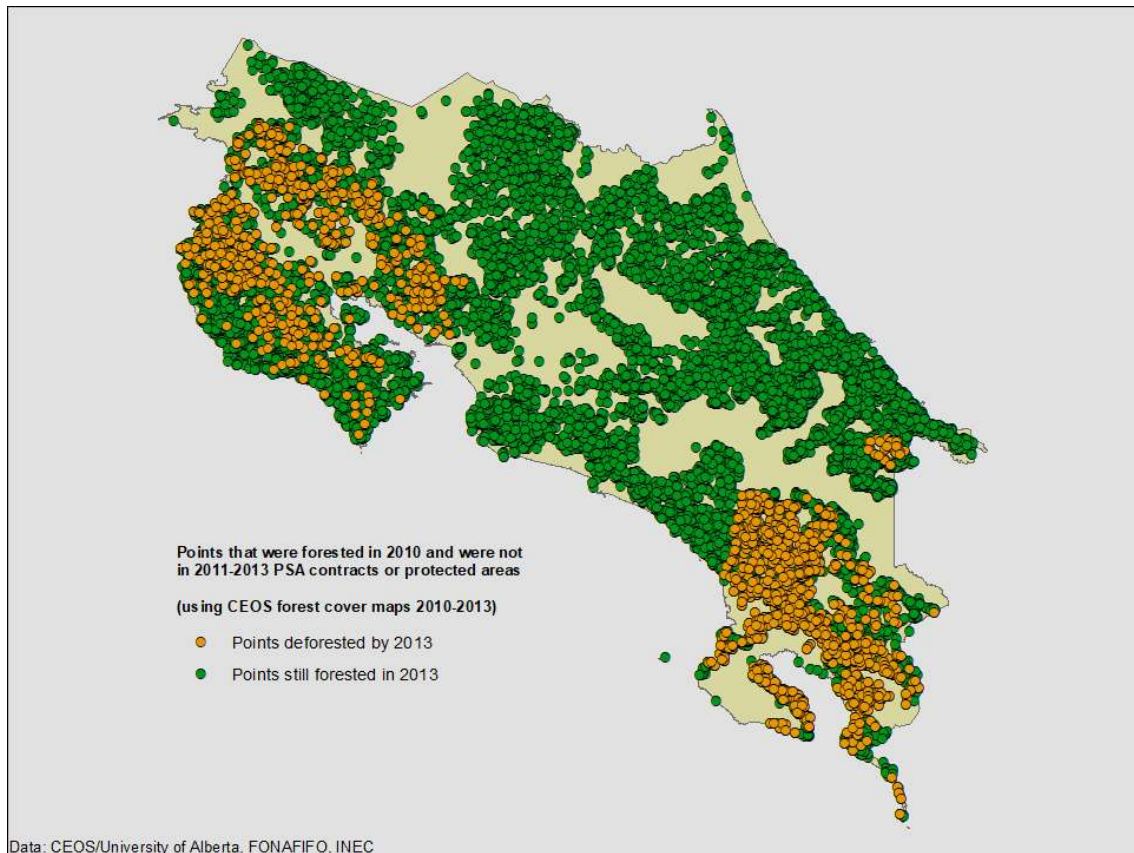 Points that were forested in 2010 and were not
in 2011-2013 PSA contracts or protected areas
(using CEOS forest cover maps 2010-2013)
Points deforested by 2013
Points still forested in 2013
Data: CEOS/University of Alberta, FONAFIFO, INEC